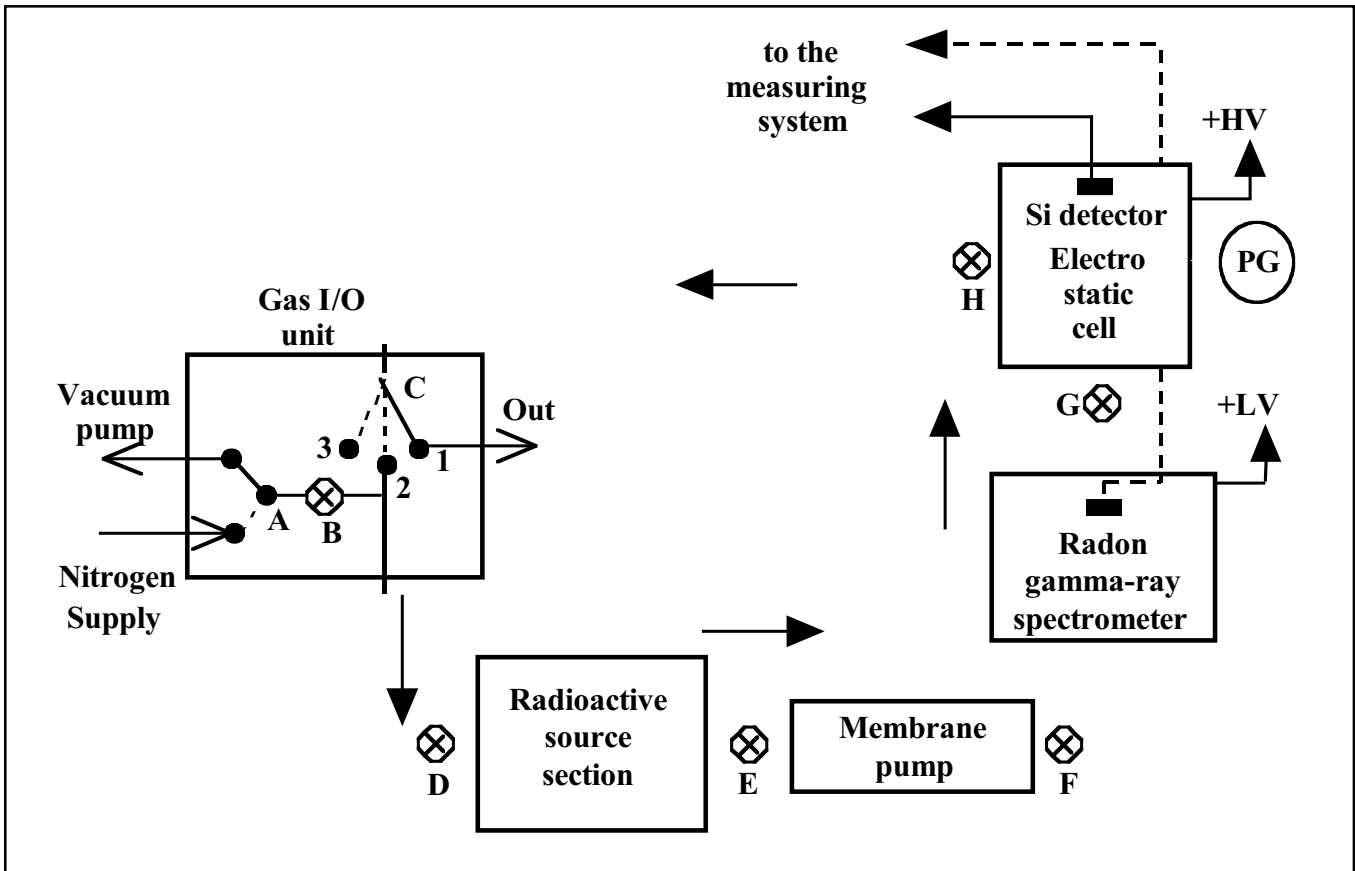 to the
measuring
system
+HV
Si detector
Electro
static
cell
PG
H
Gas I/O
unit
Vacuum
pump
C
Out
3
1
2
A
B
Nitrogen
Supply
G
+LV
Radon
gamma-ray
spectrometer
Radioactive
source
section
Membrane
pump
D
E
F